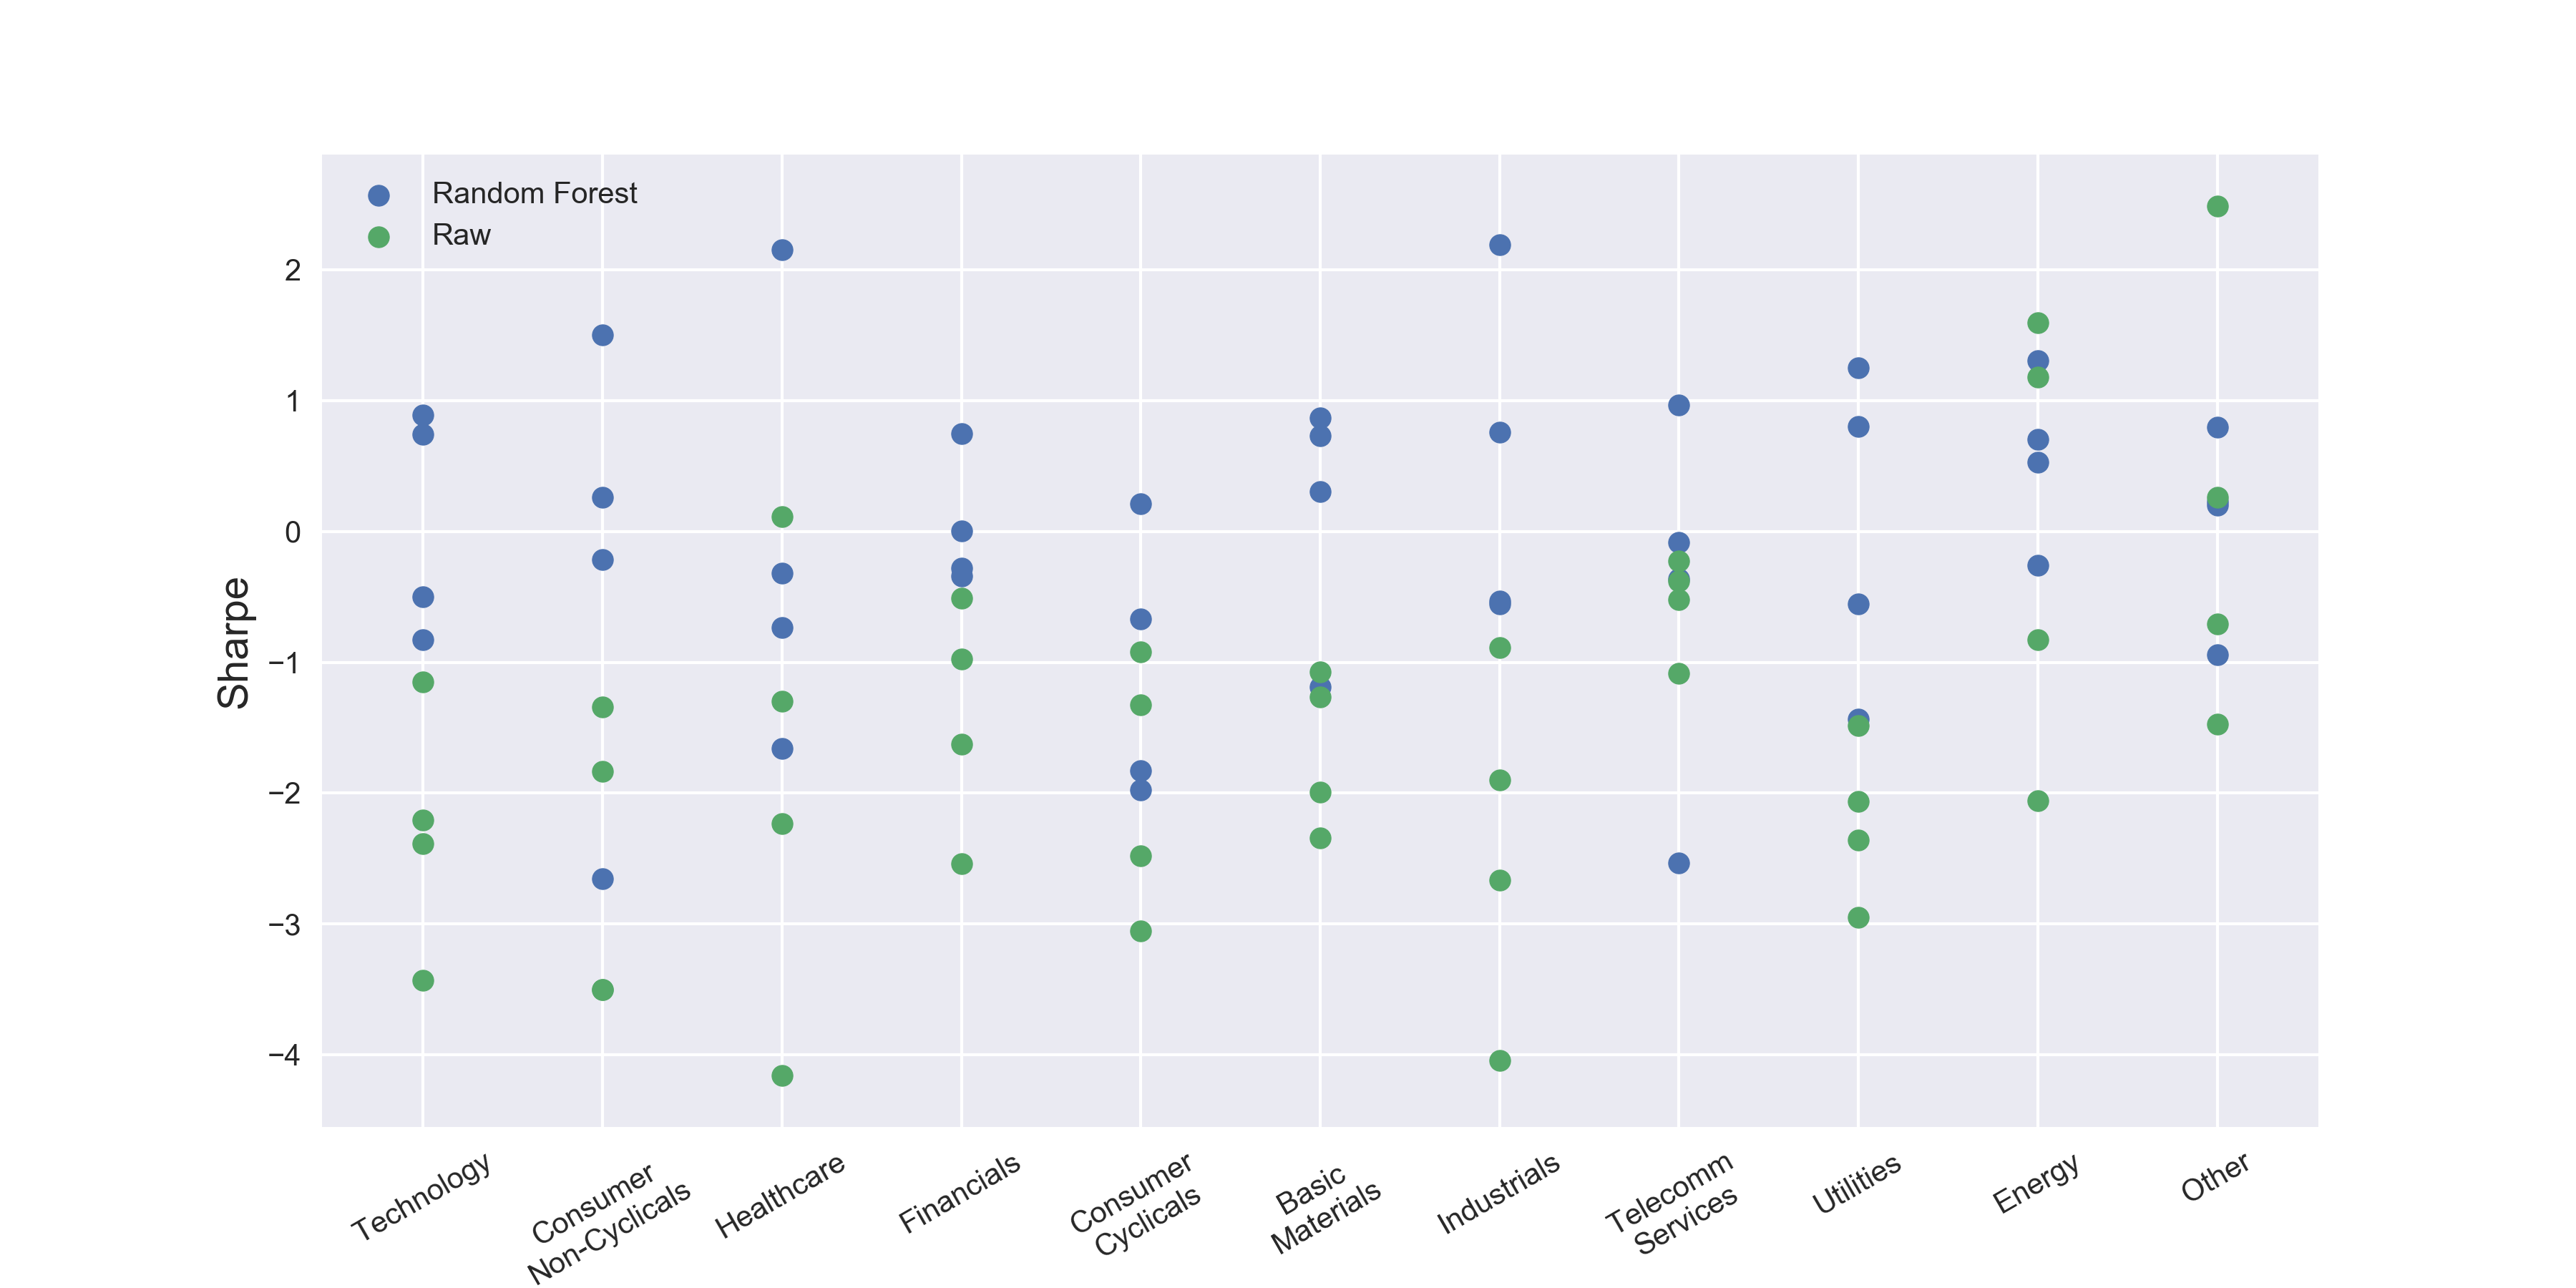 Random Forest
Raw
2
1
0
−1
−2
−3
−4
Sharpe
Technology
Consumer
Non-Cyclicals
Healthcare
Financials
Consumer
Cyclicals
Basic
Materials
Industrials
Telecomm
Services
Utilities
Energy
Other